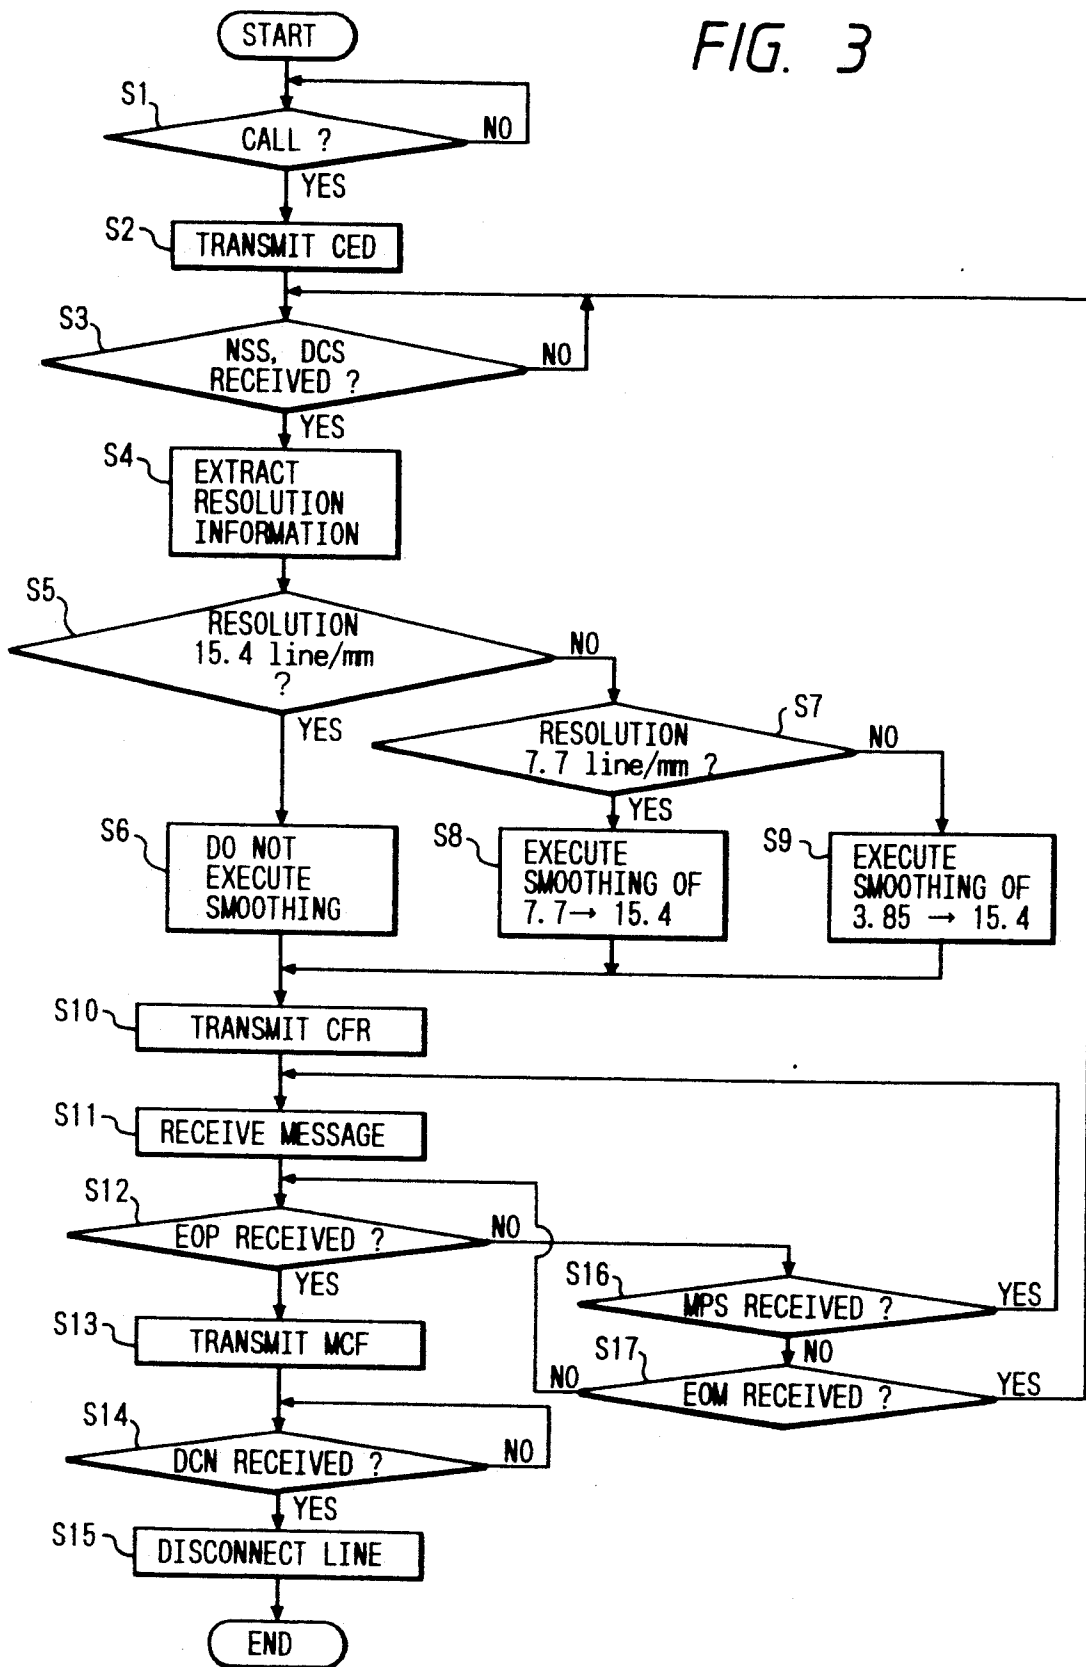 FIG. 3
START
S1
CALL ?
NO
YES
S2
TRANSMIT CED
S3
NSS, DCS
RECEIVED ?
NO
YES
S4
EXTRACT
RESOLUTION
INFORMATION
S5
RESOLUTION
15.4 line/mm
?
NO
YES
S7
RESOLUTION
7.7 line/mm ?
NO
YES
S6
DO NOT
EXECUTE
SMOOTHING
S8
EXECUTE
SMOOTHING OF
7.7→ 15.4
S9
EXECUTE
SMOOTHING OF
3.85 → 15.4
S10
TRANSMIT CFR
S11
RECEIVE MESSAGE
S12
EOP RECEIVED ?
NO
YES
S16
MPS RECEIVED ?
YES
NO
S13
TRANSMIT MCF
S17
EOM RECEIVED ?
NO
YES
S14
DCN RECEIVED ?
NO
YES
S15
DISCONNECT LINE
END